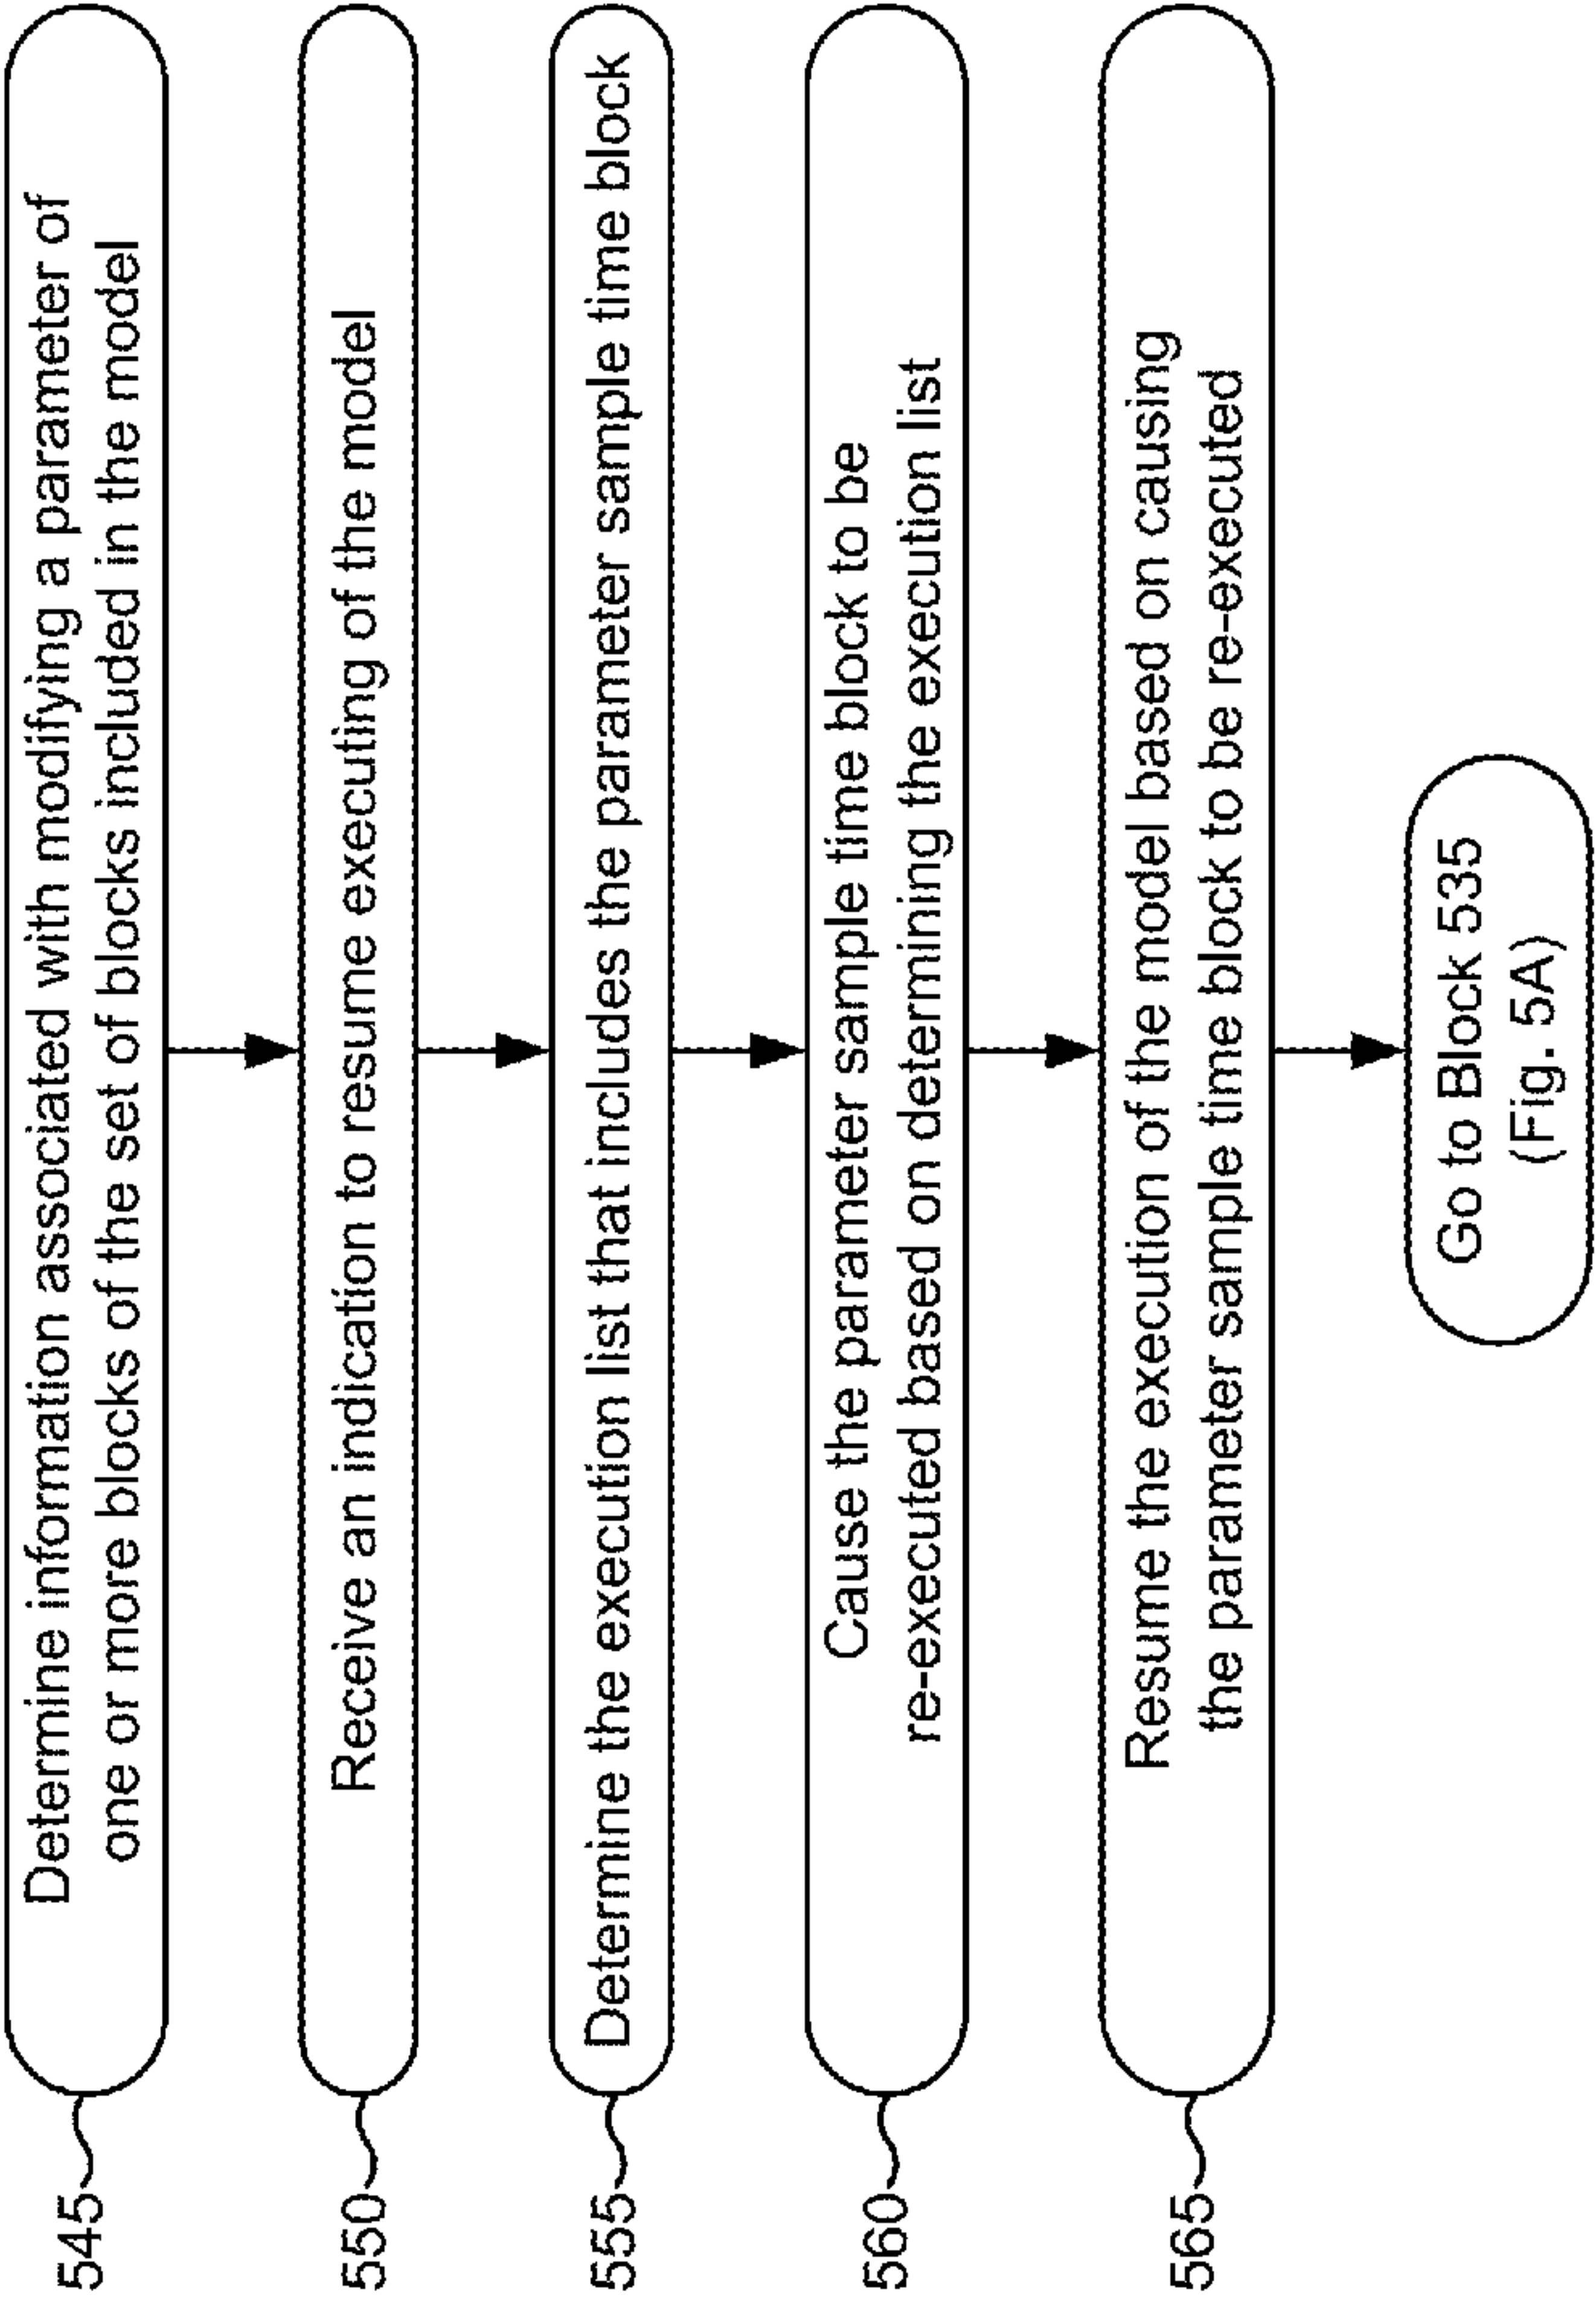 545
Determine information associated with modifying a parameter of
one or more blocks of the set of blocks included in the model
550
Receive an indication to resume executing of the model
555
Determine the execution list that includes the parameter sample time block
560
Cause the parameter sample time block to be
re-executed based on determining the execution list
565
Resume the execution of the model based on causing
the parameter sample time block to be re-executed
Go to Block 535
(Fig. 5A)